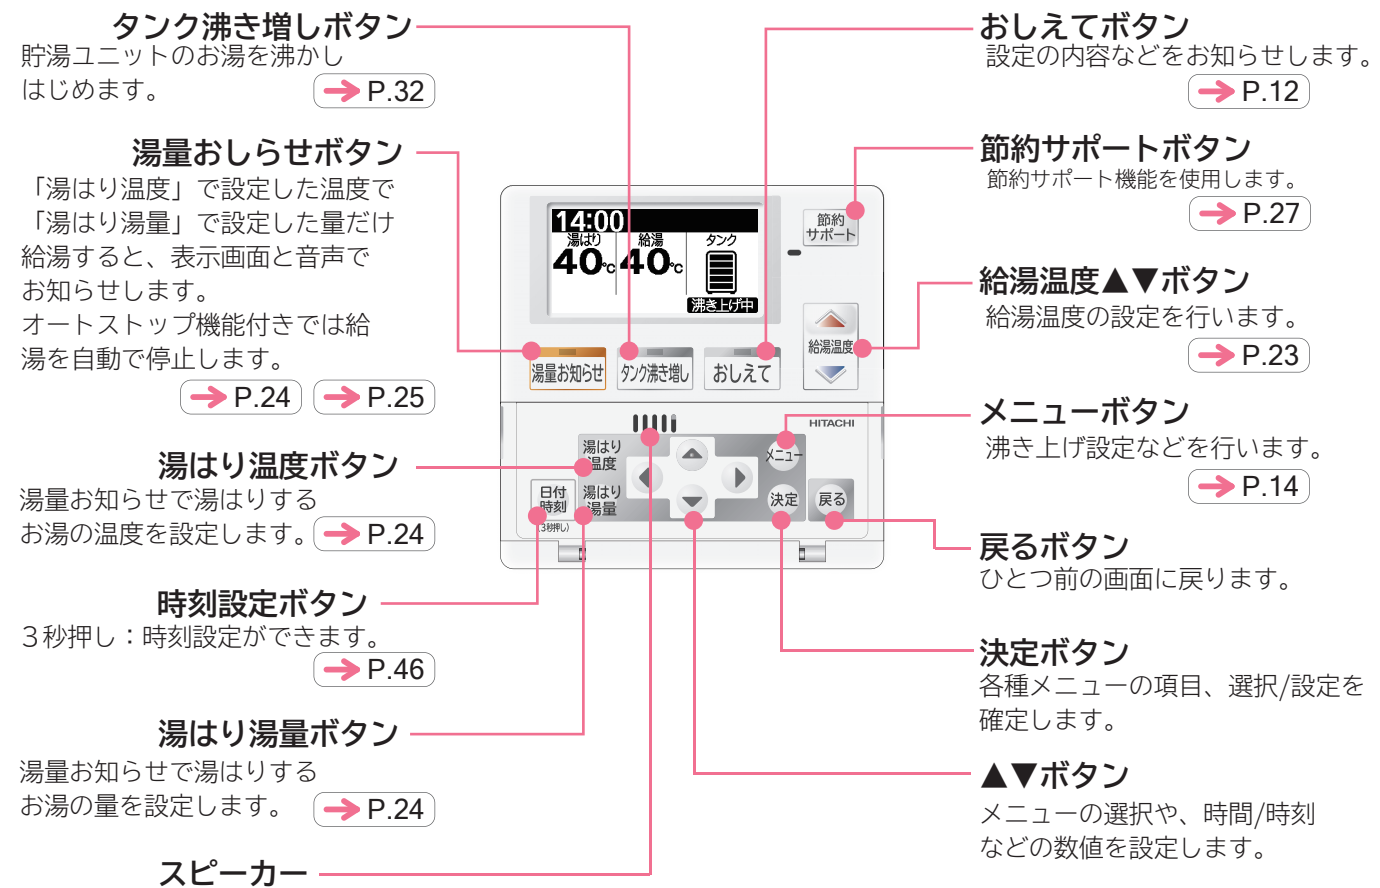 タンク沸き増しボタン
貯湯ユニットのお湯を沸かし
はじめます。
P.32
湯量おしらせボタン
「湯はり温度」で設定した温度で
「湯はり湯量」で設定した量だけ
給湯すると、表示画面と音声で
お知らせします。
オートストップ機能付きでは給
湯を自動で停止します。
P.24 P.25
湯はり温度ボタン
湯量お知らせで湯はりする
お湯の温度を設定します。
P.24
時刻設定ボタン
３秒押し：時刻設定ができます。
P.46
湯はり湯量ボタン
湯量お知らせで湯はりする
お湯の量を設定します。
P.24
スピーカー
14:00
湯はり 給湯 タンク
40℃ 40℃
沸き上げ中
節約
サポート
給湯温度
湯量お知らせ タンク沸き増し おしえて
HITACHI
湯はり
温度
メニュー
日付
時刻
(3秒押し)
湯はり
湯量
決定
戻る
おしえてボタン
設定の内容などをお知らせします。
P.12
節約サポートボタン
節約サポート機能を使用します。
P.27
給湯温度▲▼ボタン
給湯温度の設定を行います。
P.23
メニューボタン
沸き上げ設定などを行います。
P.14
戻るボタン
ひとつ前の画面に戻ります。
決定ボタン
各種メニューの項目、選択/設定を
確定します。
▲▼ボタン
メニューの選択や、時間/時刻
などの数値を設定します。